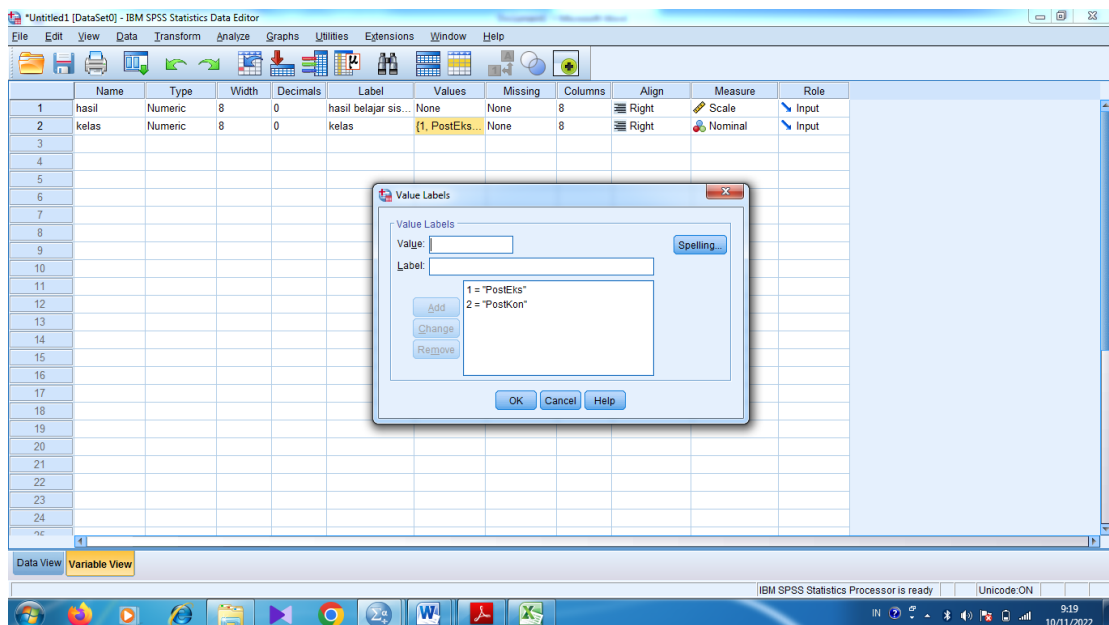 *Untitled1 [DataSet0] - IBM SPSS Statistics Data Editor
File Edit View Data Transform Analyze Graphs Utilities Extensions Window Help
Name Type Width Decimals Label Values Missing Columns Align Measure Role
1 hasil Numeric 8 0 hasil belajar sis... None None 8 Right Scale Input
2 kelas Numeric 8 0 kelas {1, PostEks... None 8 Right Nominal Input
3
4
5
6
7
8
9
10
11
12
13
14
15
16
17
18
19
20
21
22
23
24
25
Value Labels
Value Labels
Value:
Spelling...
Label:
Add
Change
Remove
1 = "PostEks"
2 = "PostKon"
OK Cancel Help
Data View Variable View
IBM SPSS Statistics Processor is ready Unicode:ON
IN 9:19
10/11/2022